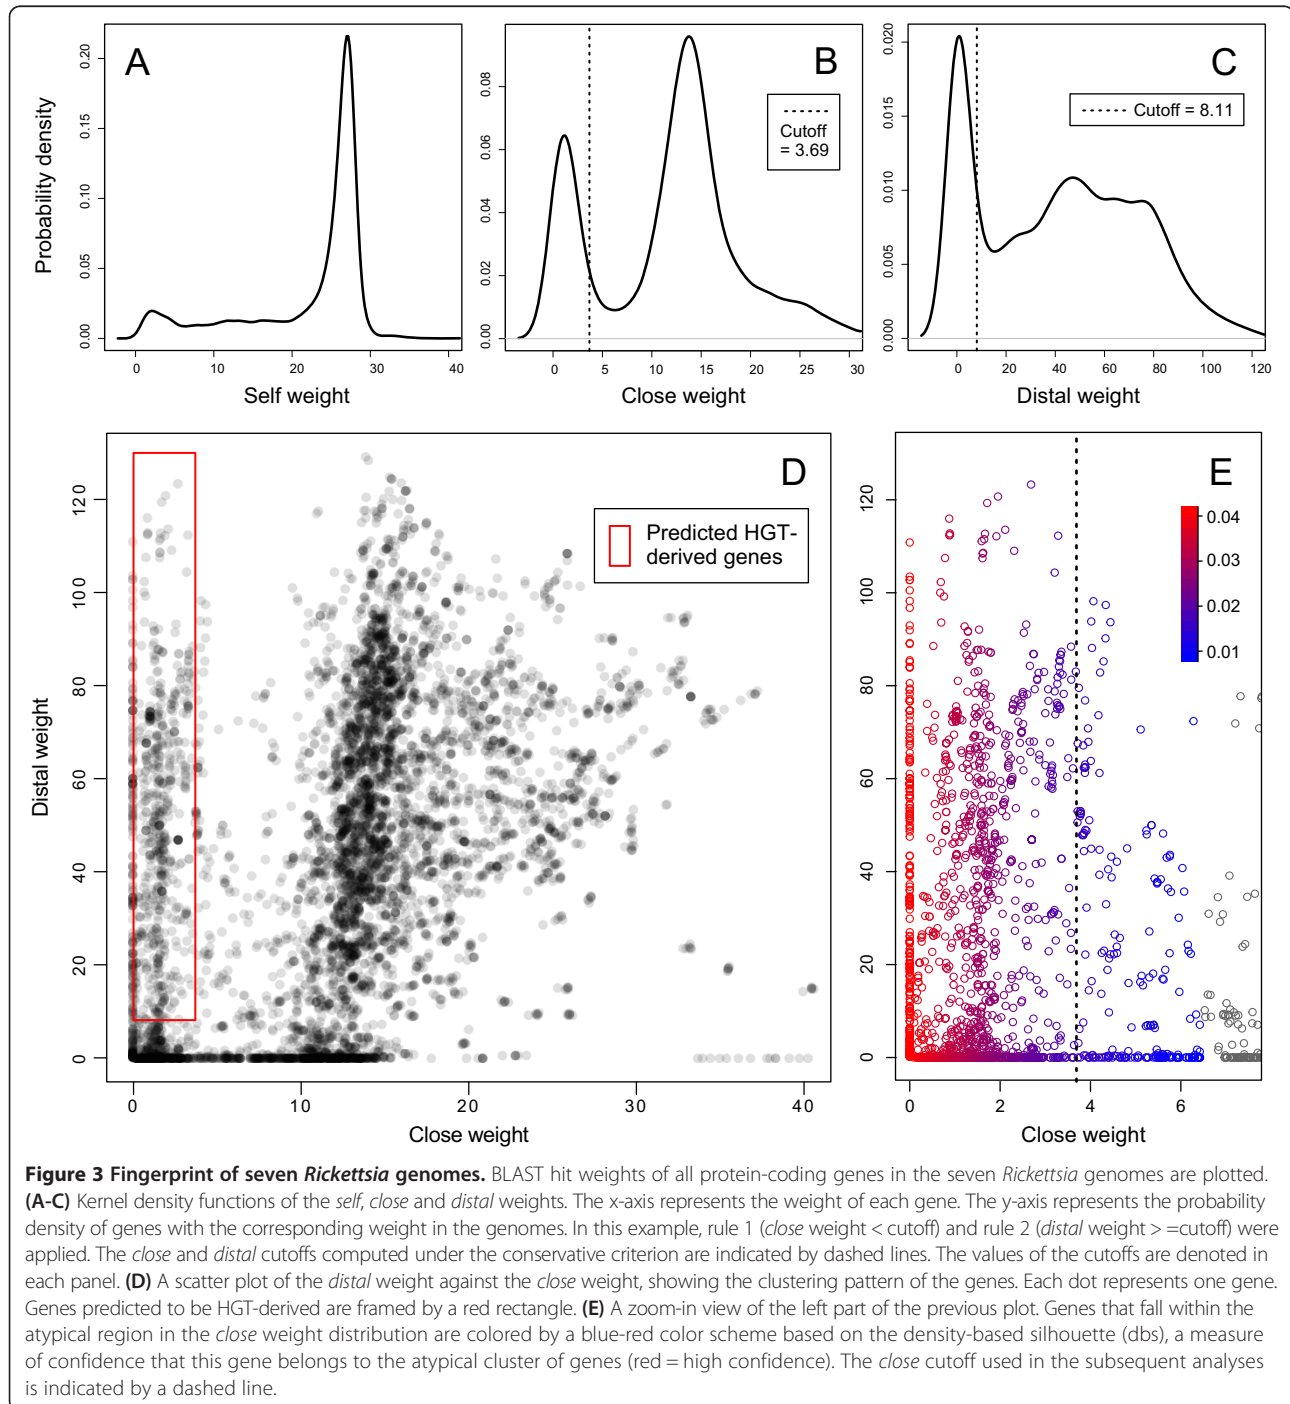 A
Probability density
0.00
0.05
0.10
0.15
0.20
0
10
20
30
40
Self weight
B
Cutoff
= 3.69
0.00
0.02
0.04
0.06
0.08
0
5
10
15
20
25
30
Close weight
C
Cutoff = 8.11
0.000
0.005
0.010
0.015
0.020
0
20
40
60
80
100
120
Distal weight
D
Predicted HGT-
derived genes
Distal weight
0
20
40
60
80
100
120
0
10
20
30
40
Close weight
E
0.04
0.03
0.02
0.01
0
20
40
60
80
100
120
0
2
4
6
Close weight
Figure 3 Fingerprint of seven Rickettsia genomes. BLAST hit weights of all protein-coding genes in the seven Rickettsia genomes are plotted.
(A-C) Kernel density functions of the self, close and distal weights. The x-axis represents the weight of each gene. The y-axis represents the probability
density of genes with the corresponding weight in the genomes. In this example, rule 1 (close weight < cutoff) and rule 2 (distal weight > =cutoff) were
applied. The close and distal cutoffs computed under the conservative criterion are indicated by dashed lines. The values of the cutoffs are denoted in
each panel. (D) A scatter plot of the distal weight against the close weight, showing the clustering pattern of the genes. Each dot represents one gene.
Genes predicted to be HGT-derived are framed by a red rectangle. (E) A zoom-in view of the left part of the previous plot. Genes that fall within the
atypical region in the close weight distribution are colored by a blue-red color scheme based on the density-based silhouette (dbs), a measure
of confidence that this gene belongs to the atypical cluster of genes (red = high confidence). The close cutoff used in the subsequent analyses
is indicated by a dashed line.